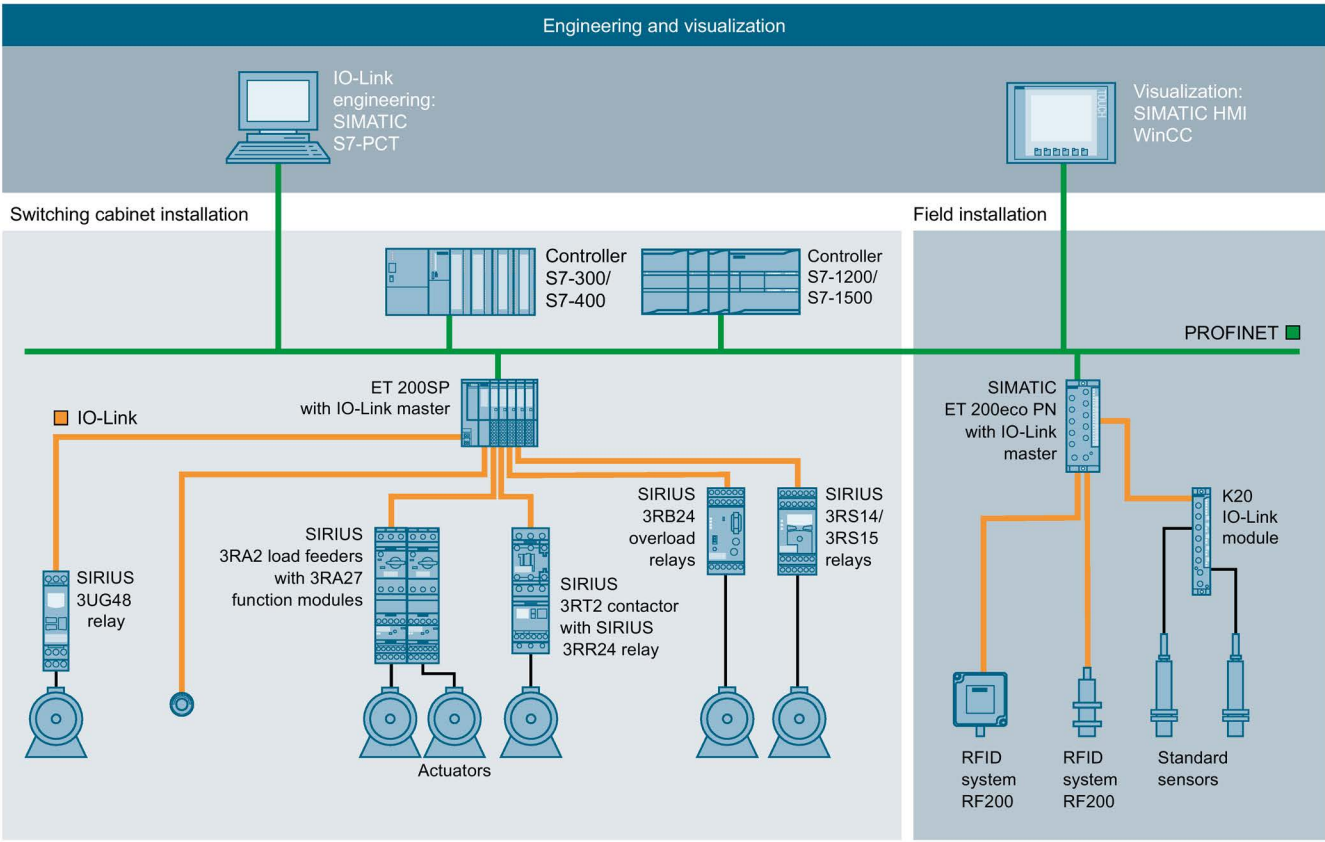 Engineering and visualization
IO-Link
engineering:
SIMATIC
S7-PCT
Visualization:
SIMATIC HMI
WinCC
Switching cabinet installation
Field installation
Controller
S7-300/
S7-400
Controller
S7-1200/
S7-1500
PROFINET
ET 200SP
with IO-Link master
IO-Link
SIMATIC
ET 200eco PN
with IO-Link
master
SIRIUS
3UG48
relay
SIRIUS
3RA2 load feeders
with 3RA27
function modules
SIRIUS
3RT2 contactor
with SIRIUS
3RR24 relay
SIRIUS
3RB24
overload
relays
SIRIUS
3RS14/
3RS15
relays
K20
IO-Link
module
Actuators
RFID
system
RF200
RFID
system
RF200
Standard
sensors